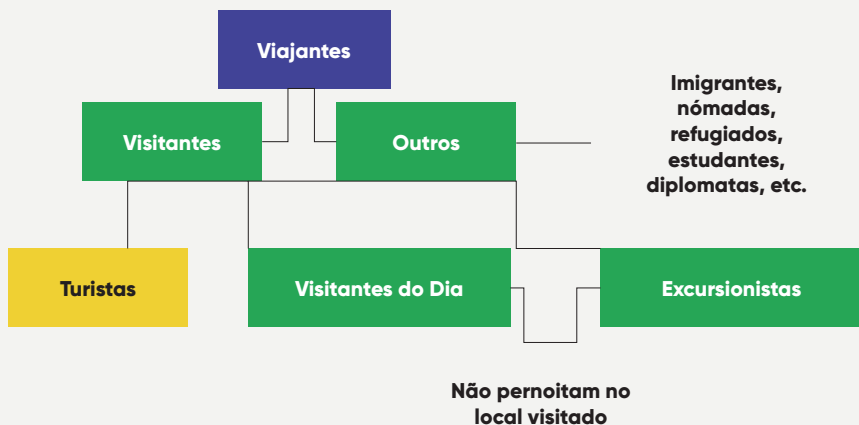 Viajantes
Visitantes
Outros
Imigrantes,
nómadas,
refugiados,
estudantes,
diplomatas, etc.
Turistas
Visitantes do Dia
Excursionistas
Não pernoitam no
local visitado